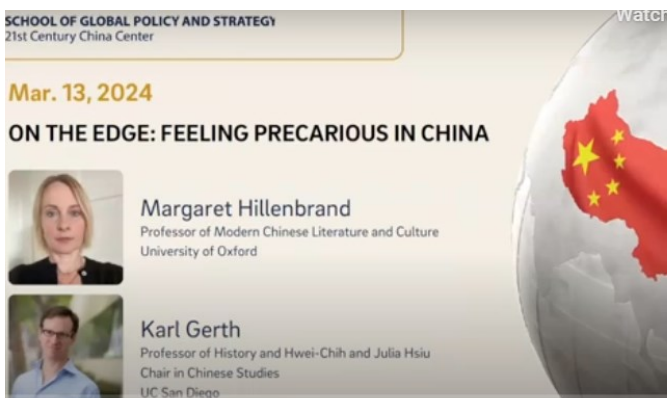 SCHOOL OF GLOBAL POLICY AND STRATEGY
21st Century China Center
Watch
Mar. 13, 2024
ON THE EDGE: FEELING PRECARIOUS IN CHINA
Margaret Hillenbrand
Professor of Modern Chinese Literature and Culture
University of Oxford
Karl Gerth
Professor of History and Hwei-Chih and Julia Hsiu
Chair in Chinese Studies
UC San Diego